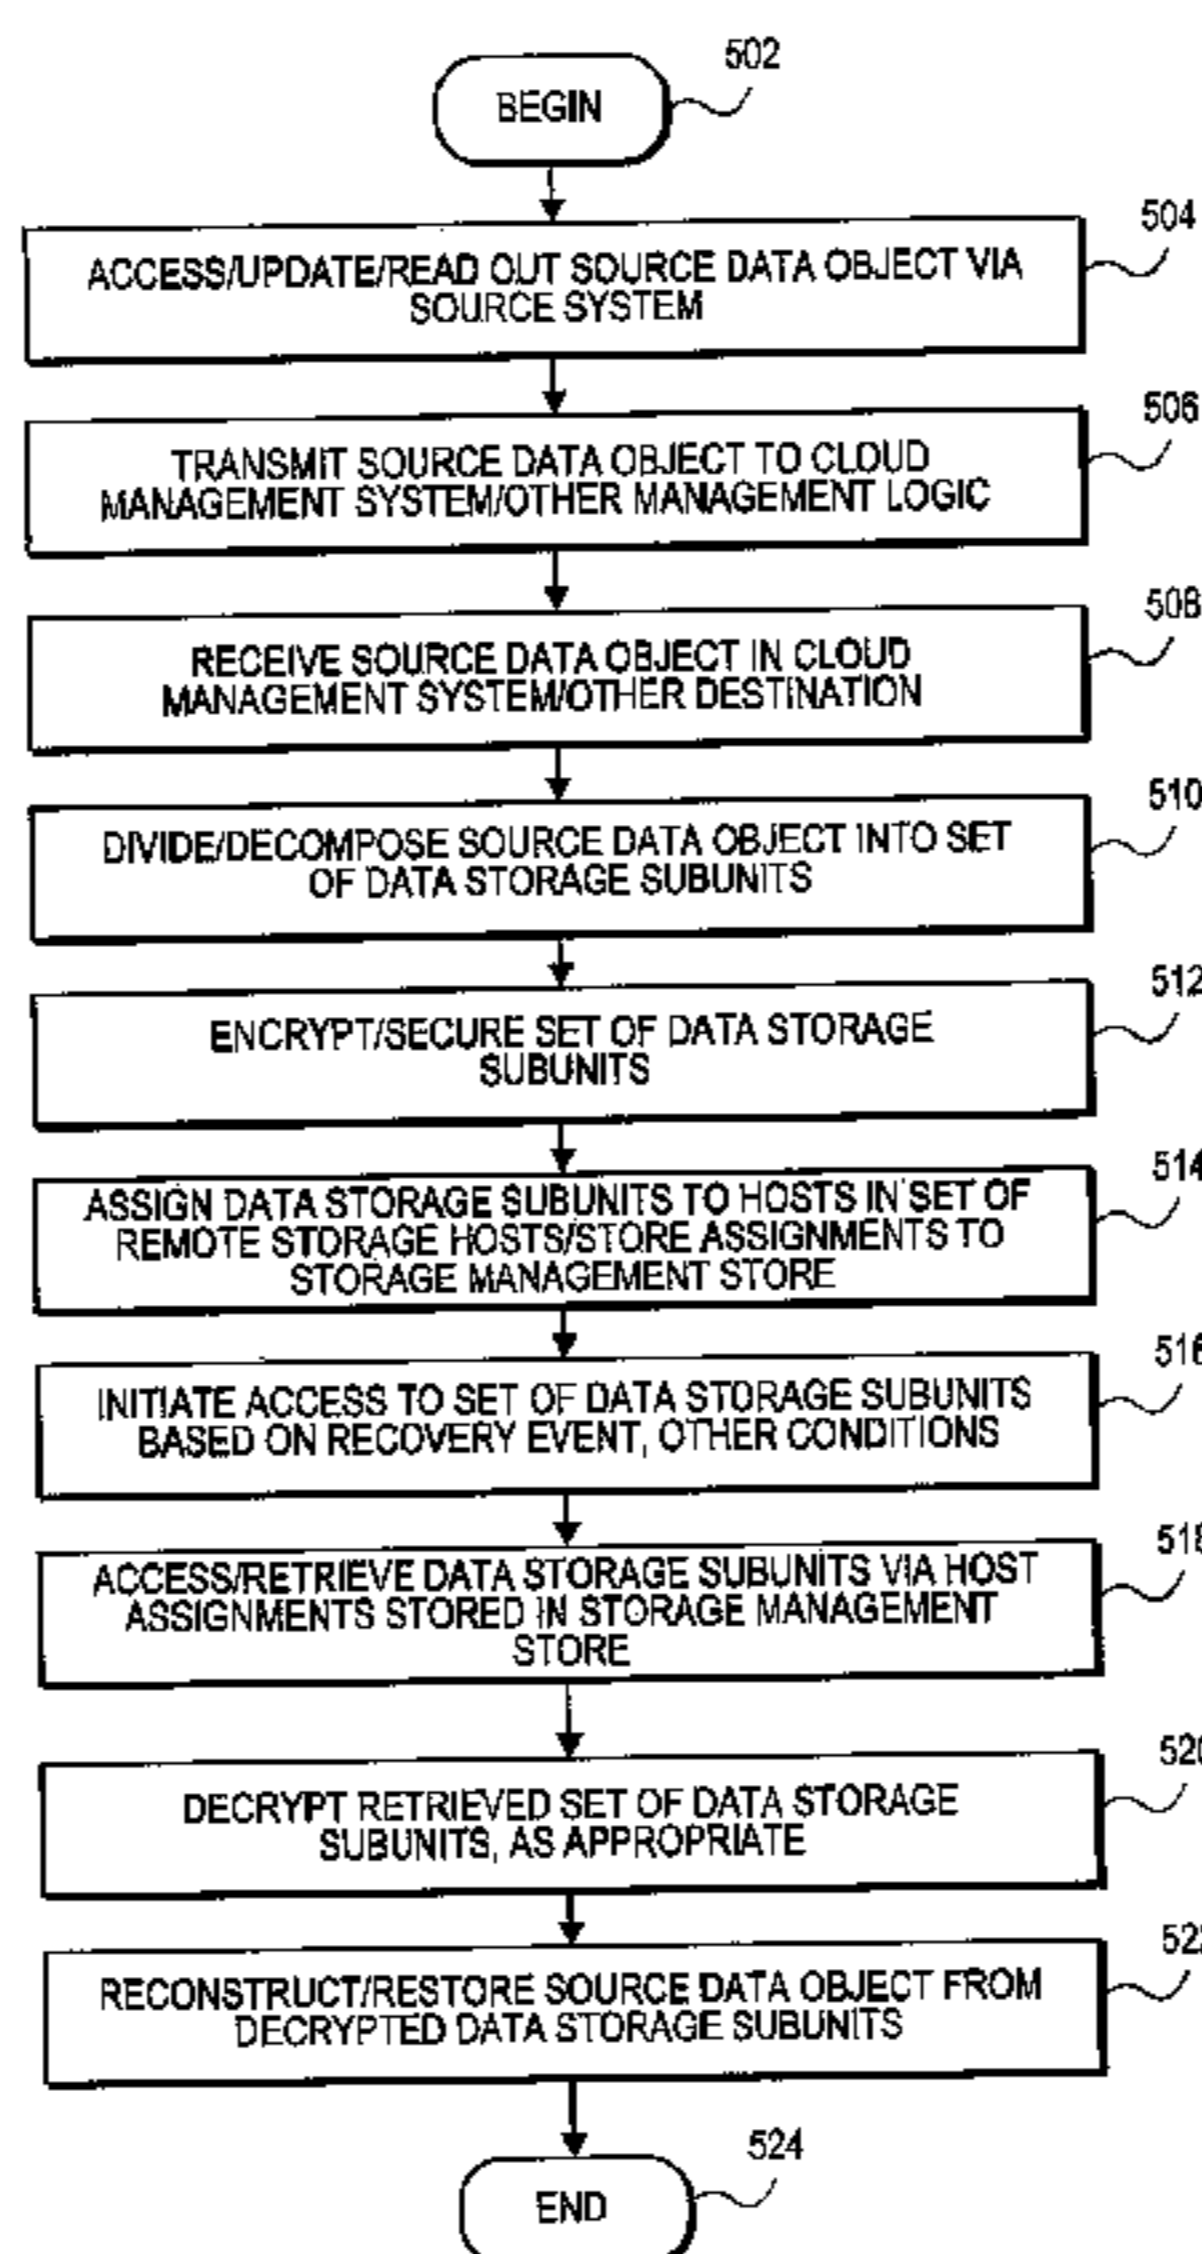 BEGIN
502
504
ACCESS/UPDATE/READ OUT SOURCE DATA OBJECT VIA
SOURCE SYSTEM
506
TRANSMIT SOURCE DATA OBJECT TO CLOUD
MANAGEMENT SYSTEM/OTHER MANAGEMENT LOGIC
508
RECEIVE SOURCE DATA OBJECT IN CLOUD
MANAGEMENT SYSTEM/OTHER DESTINATION
510
DIVIDE/DECOMPOSE SOURCE DATA OBJECT INTO SET
OF DATA STORAGE SUBUNITS
512
ENCRYPT/SECURE SET OF DATA STORAGE
SUBUNITS
514
ASSIGN DATA STORAGE SUBUNITS TO HOSTS IN SET OF
REMOTE STORAGE HOSTS/STORE ASSIGNMENTS TO
STORAGE MANAGEMENT STORE
516
INITIATE ACCESS TO SET OF DATA STORAGE SUBUNITS
BASED ON RECOVERY EVENT, OTHER CONDITIONS
518
ACCESS/RETRIEVE DATA STORAGE SUBUNITS VIA HOST
ASSIGNMENTS STORED IN STORAGE MANAGEMENT
STORE
520
DECRYPT RETRIEVED SET OF DATA STORAGE
SUBUNITS, AS APPROPRIATE
522
RECONSTRUCT/RESTORE SOURCE DATA OBJECT FROM
DECRYPTED DATA STORAGE SUBUNITS
524
END